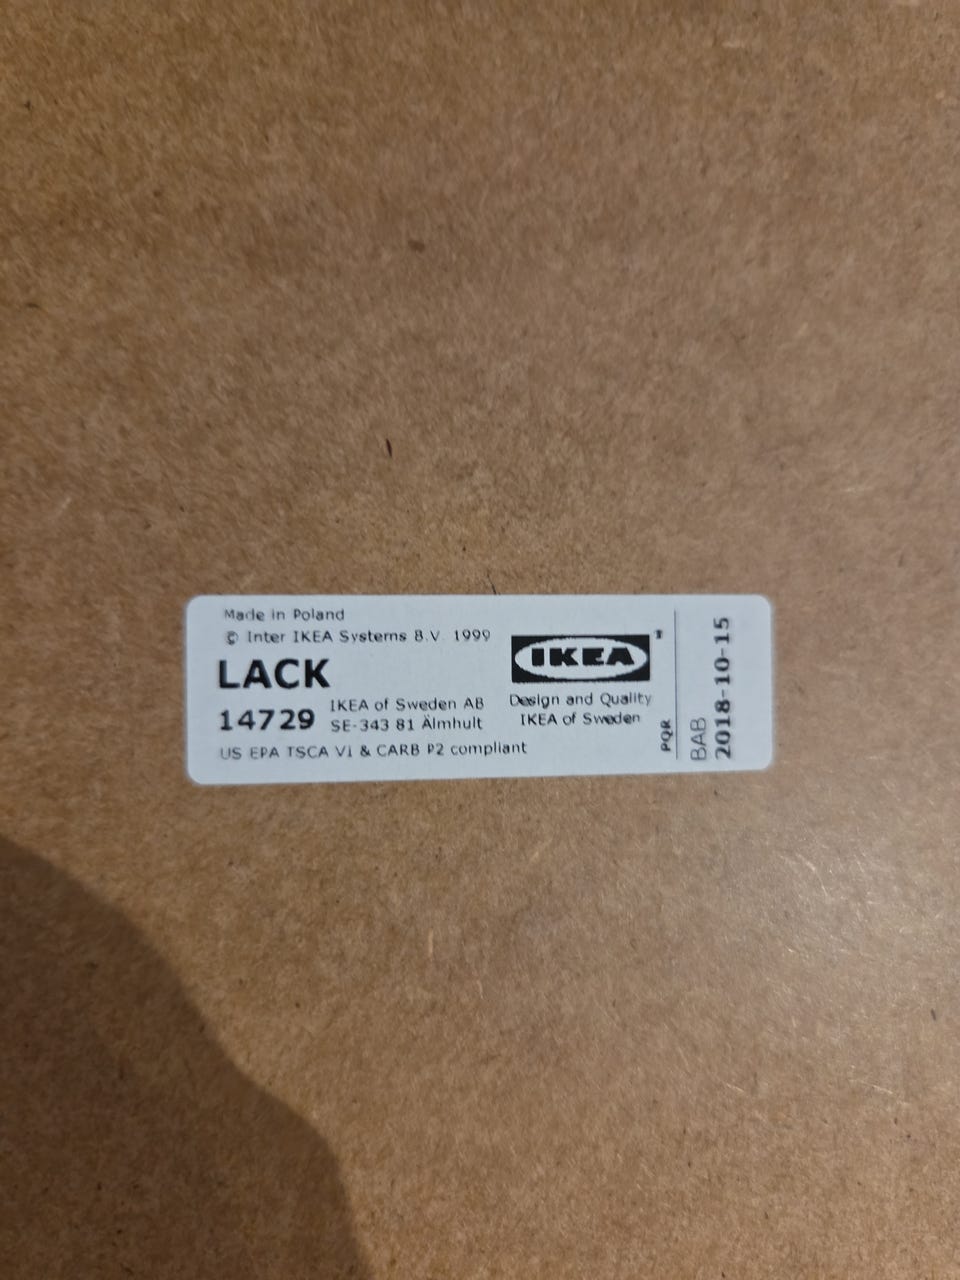 Made in Poland
© Inter IKEA Systems B.V. 1999
LACK
14729
IKEA of Sweden AB
SE-343 81 Älmhult
US EPA TSCA VI & CARB P2 compliant
IKEA
Design and Quality
IKEA of Sweden
PQR
BAB
2018-10-15